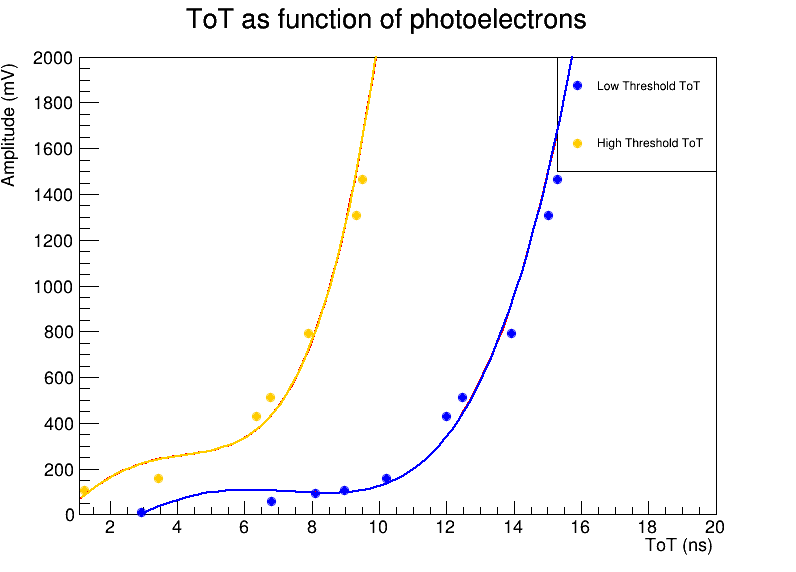 ToT as function of photoelectrons
Amplitude (mV)
2000
1800
1600
1400
1200
1000
800
600
400
200
0
Low Threshold ToT
High Threshold ToT
2 4 6 8 10 12 14 16 18 20
ToT (ns)